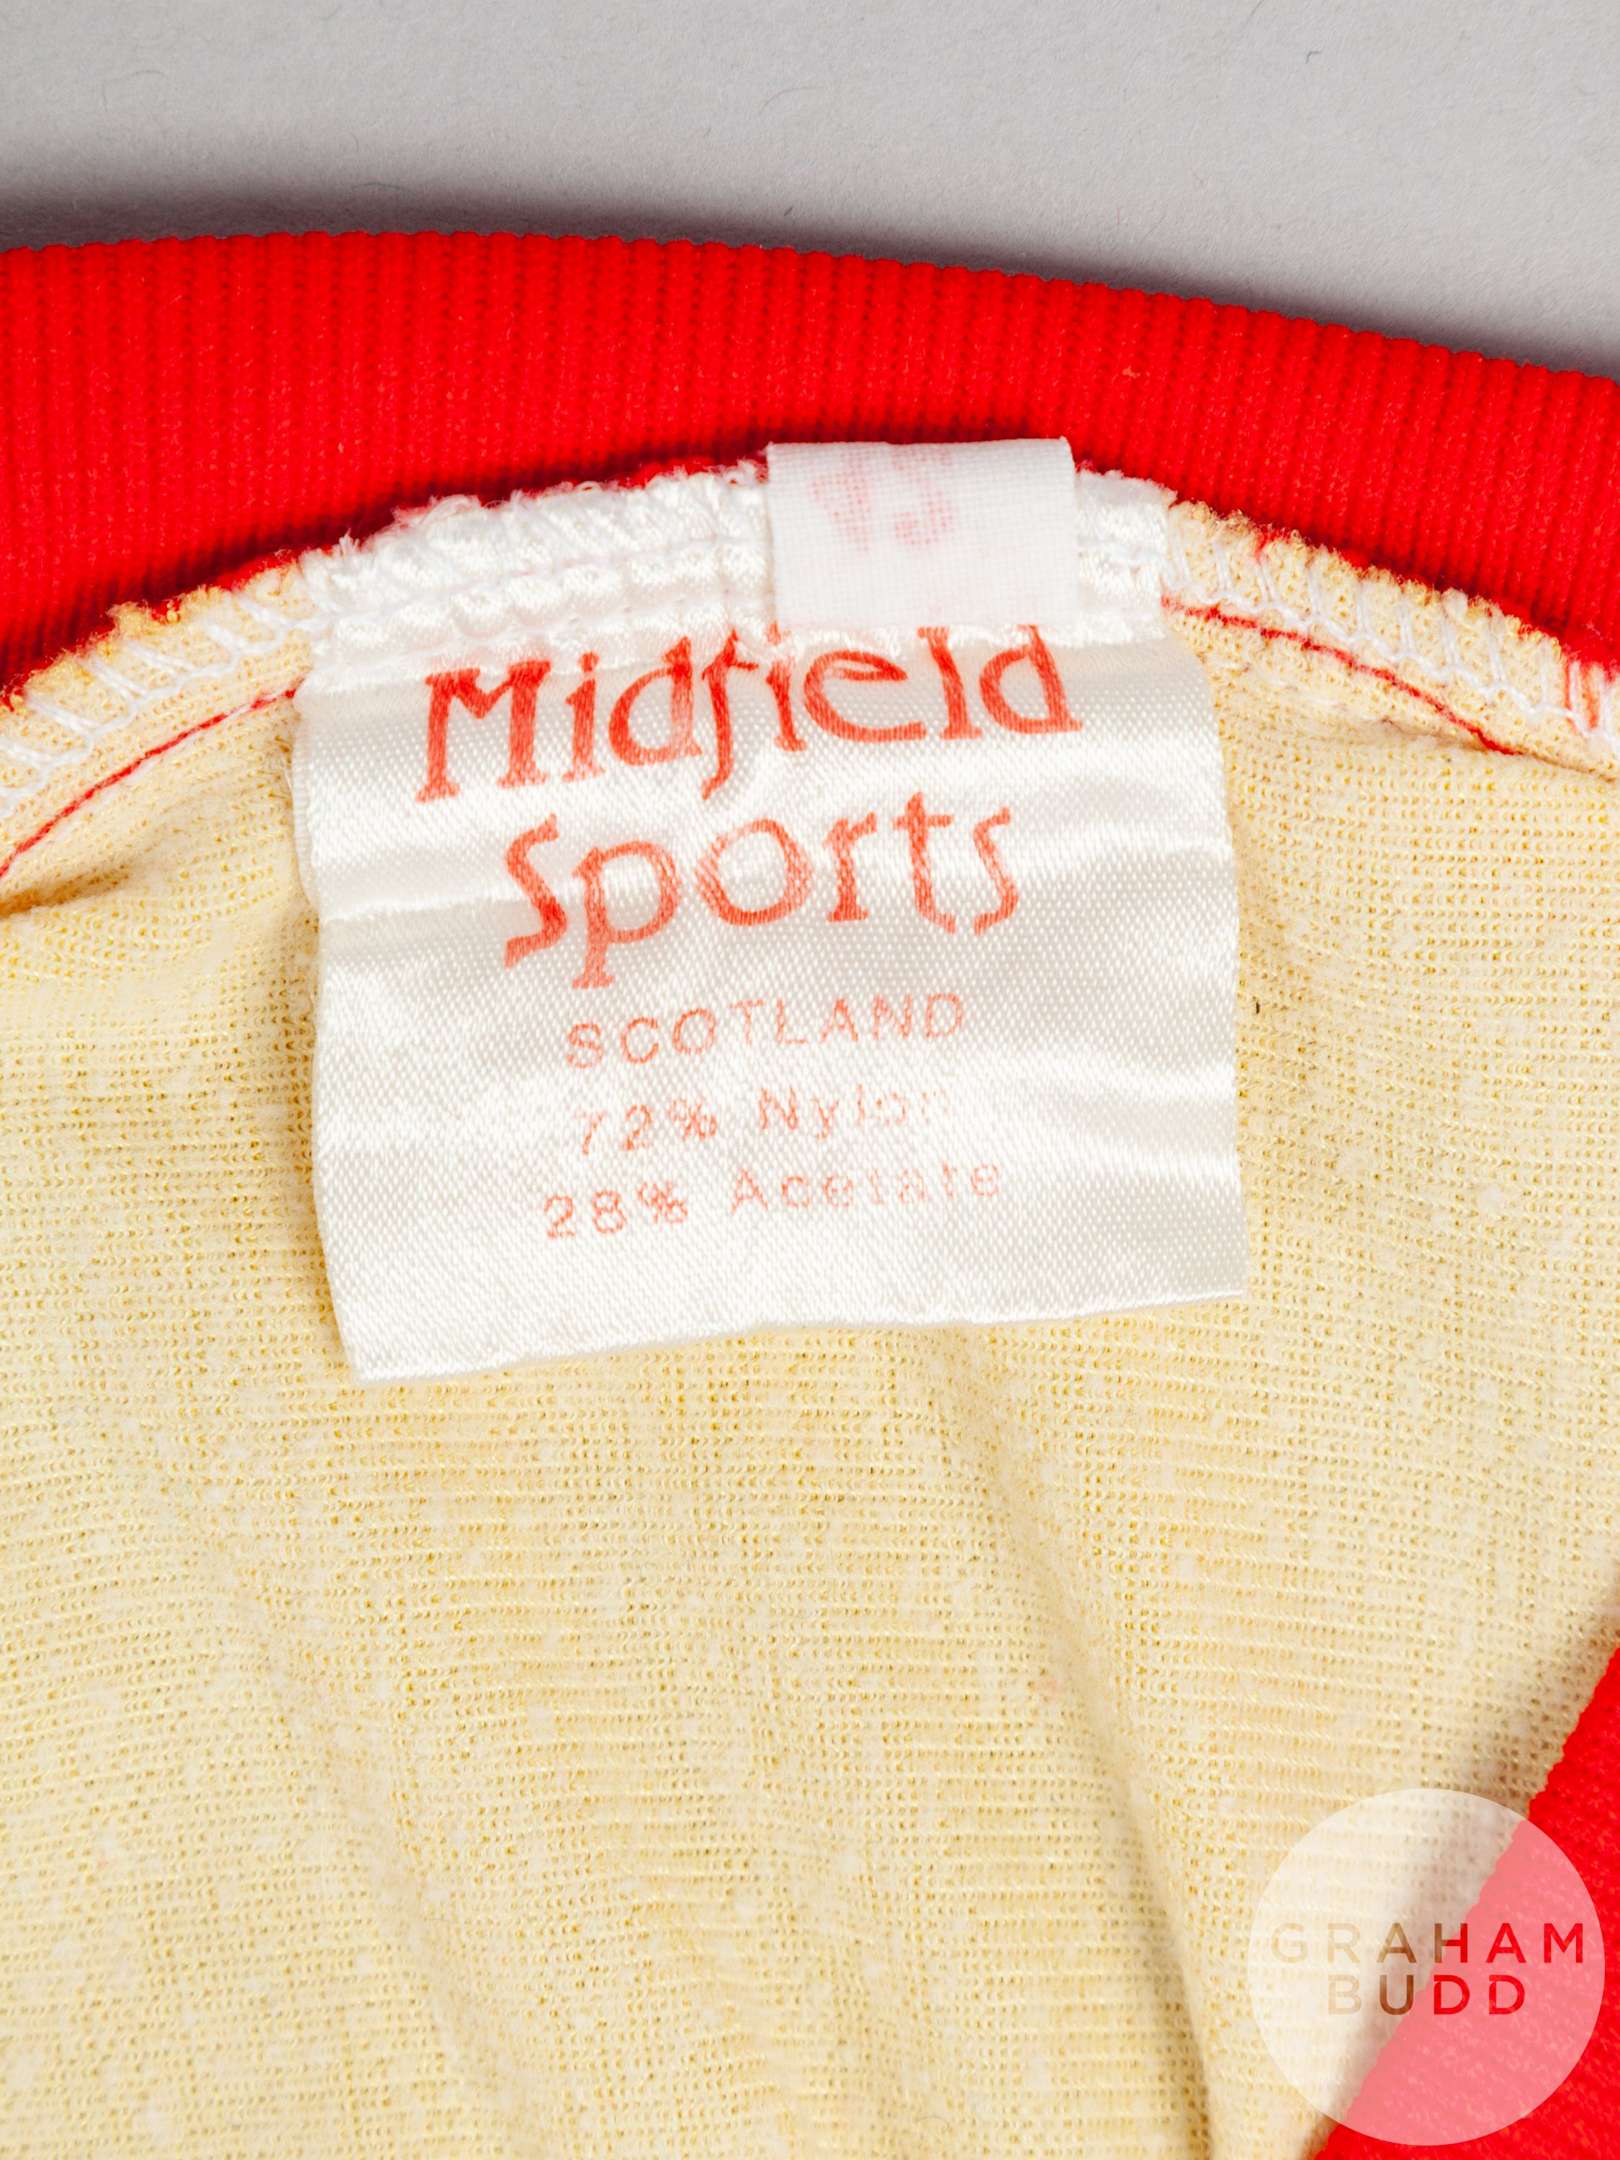 Midfield
Sports
SCOTLAND
72% Nylon
28% Acetate
GRAHAM
BUDD